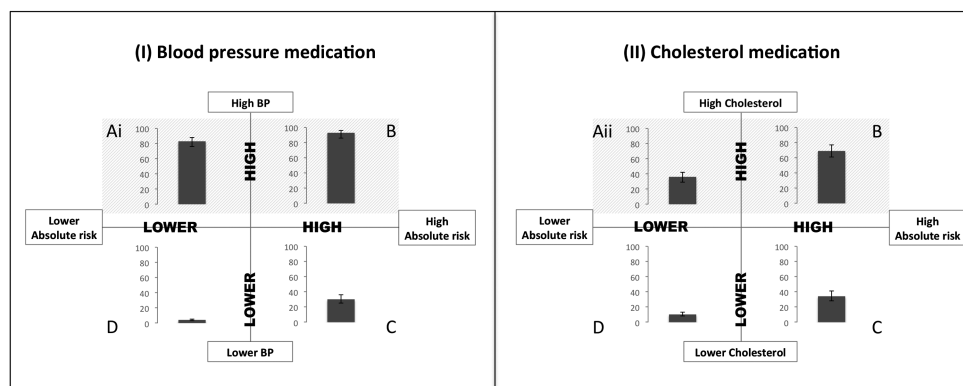 (I) Blood pressure medication
High BP
Ai
100
80
60
40
20
0
HIGH
100
80
60
40
20
0
B
Lower
Absolute risk
LOWER
HIGH
High
Absolute risk
100
80
60
40
20
0
D
LOWER
100
80
60
40
20
0
C
Lower BP
(II) Cholesterol medication
High Cholesterol
Aii
100
80
60
40
20
0
HIGH
100
80
60
40
20
0
B
Lower
Absolute risk
LOWER
HIGH
High
Absolute risk
100
80
60
40
20
0
D
LOWER
100
80
60
40
20
0
C
Lower Cholesterol